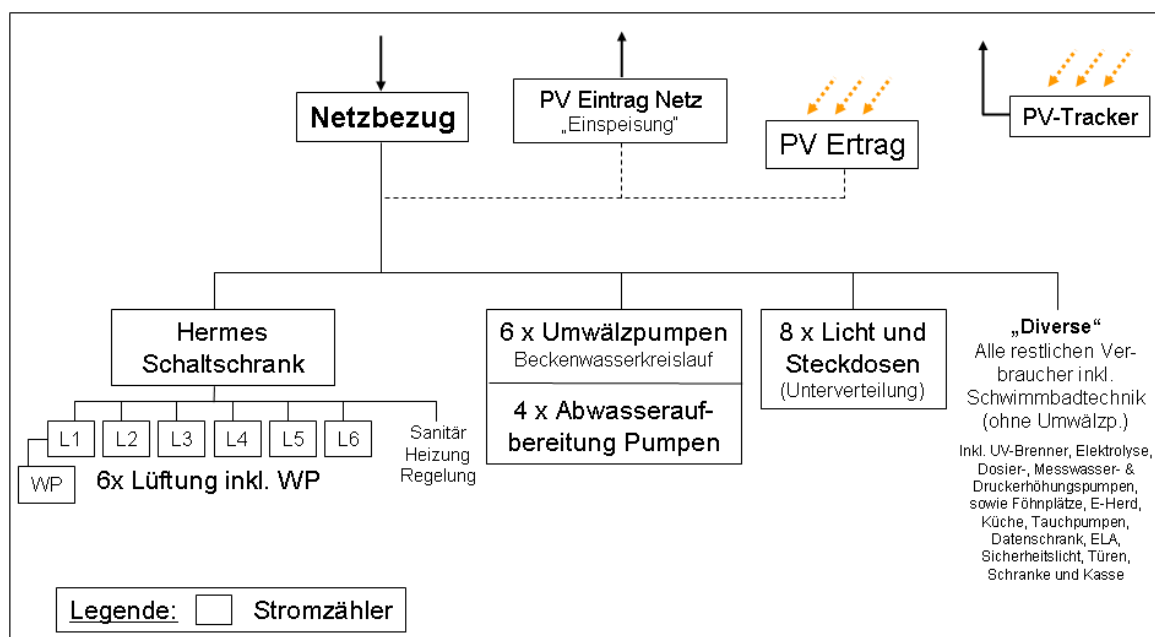 Netzbezug
PV Eintrag Netz
„Einspeisung“
PV Ertrag
PV-Tracker
Hermes
Schaltschrank
L1
L2
L3
L4
L5
L6
WP
6x Lüftung inkl. WP
Sanitär
Heizung
Regelung
6 x Umwälzpumpen
Beckenwasserkreislauf
4 x Abwasserauf-
bereitung Pumpen
8 x Licht und
Steckdosen
(Unterverteilung)
„Diverse“
Alle restlichen Ver-
braucher inkl.
Schwimmbadtechnik
(ohne Umwälzp.)
Inkl. UV-Brenner, Elektrolyse,
Dosier-, Messwasser- &
Druckerhöhungspumpen,
sowie Föhnplätze, E-Herd,
Küche, Tauchpumpen,
Datenschrank, ELA,
Sicherheitslicht, Türen,
Schranke und Kasse
Legende: Stromzähler